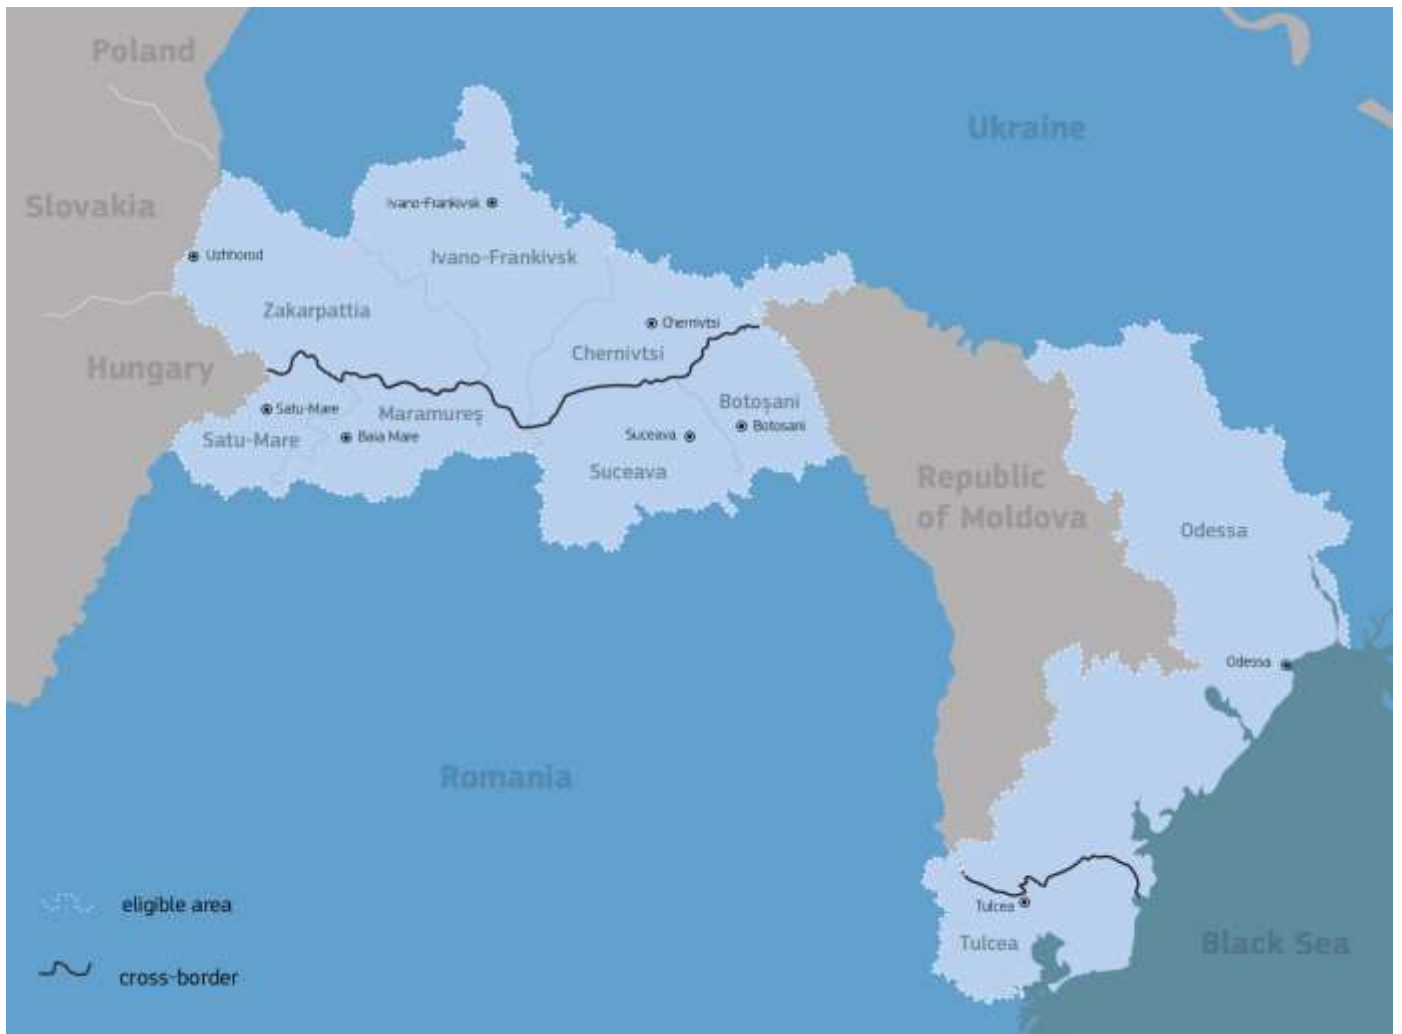 Poland
Ukraine
Slovakia
Ivano-Frankivsk
Ivano-Frankivsk
Uzhhorod
Zakarpattia
Chernivtsi
Chernivtsi
Hungary
Satu-Mare
Maramureș
Botoșani
Satu-Mare
Baia Mare
Suceava
Botosani
Suceava
Republic
of Moldova
Odessa
Odessa
Romania
eligible area
Tulcea
Tulcea
Black Sea
cross-border